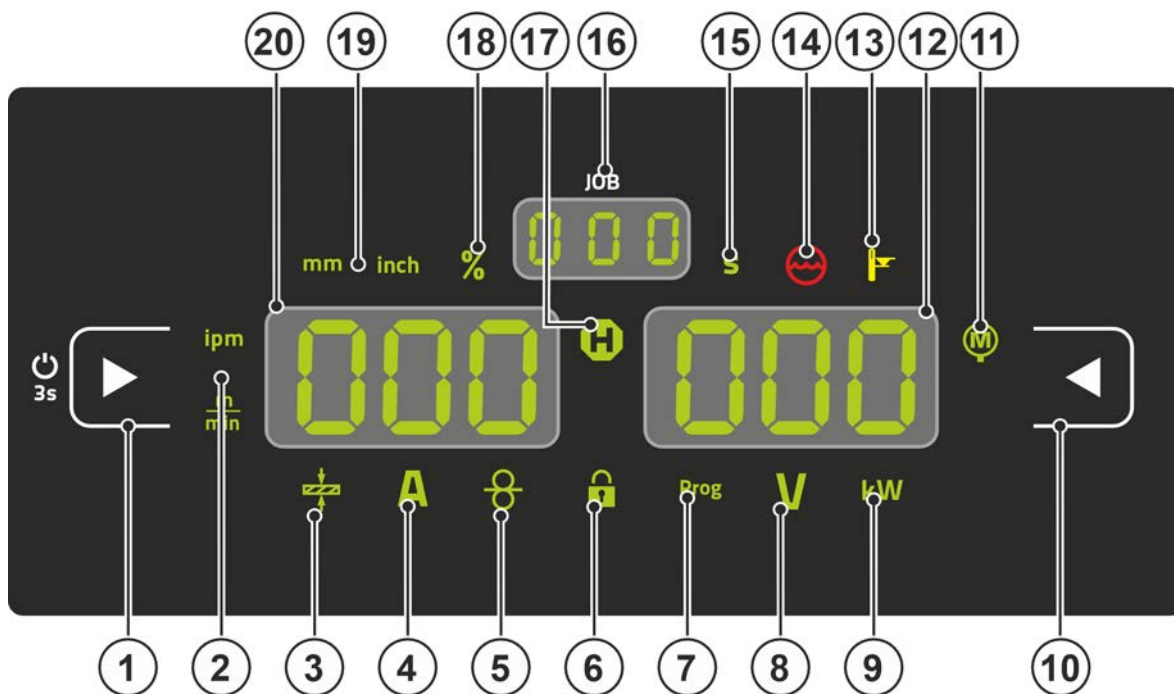 20 19 18 17 16 15 14 13 12 11
JOB
000
mm inch % s
ipm 000 H 000 M
3s
m
min
A Prog V kW
1 2 3 4 5 6 7 8 9 10